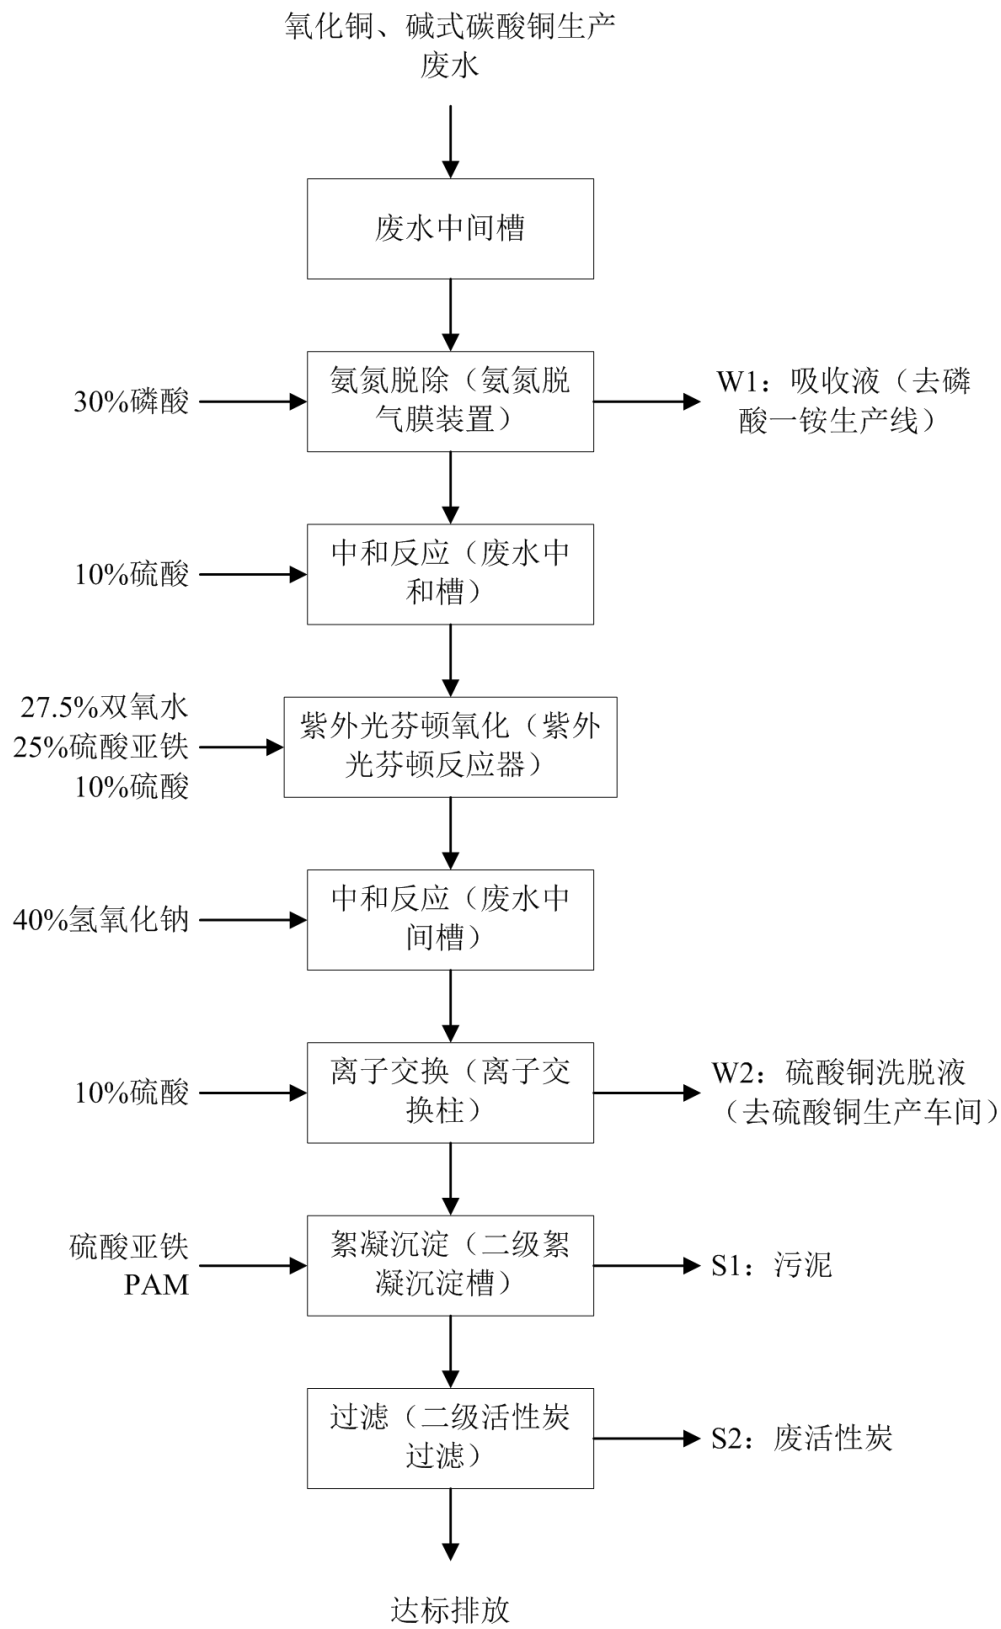 氧化铜、碱式碳酸铜生产
废水
废水中间槽
30%磷酸
氨氮脱除（氨氮脱
气膜装置）
W1：吸收液（去磷
酸一铵生产线）
10%硫酸
中和反应（废水中
和槽）
27.5%双氧水
25%硫酸亚铁
10%硫酸
紫外光芬顿氧化（紫外
光芬顿反应器）
40%氢氧化钠
中和反应（废水中
间槽）
10%硫酸
离子交换（离子交
换柱）
W2：硫酸铜洗脱液
（去硫酸铜生产车间）
硫酸亚铁
PAM
絮凝沉淀（二级絮
凝沉淀槽）
S1：污泥
过滤（二级活性炭
过滤）
S2：废活性炭
达标排放